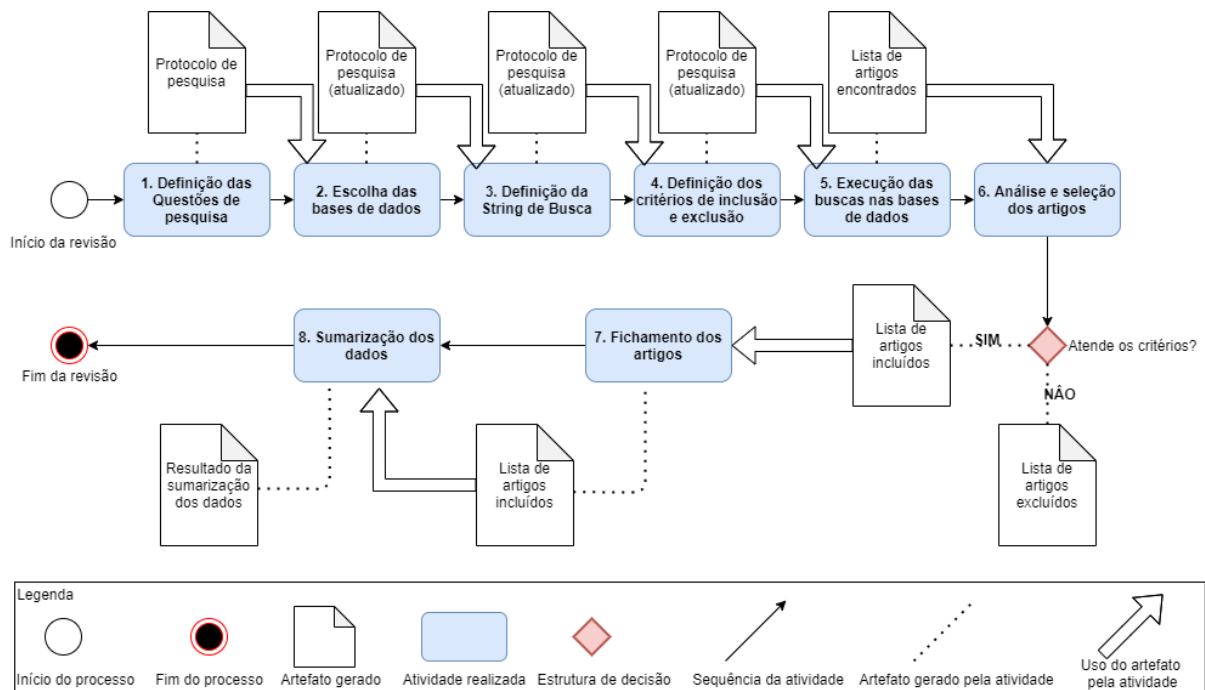 Protocolo de
pesquisa
Protocolo de
pesquisa
(atualizado)
Protocolo de
pesquisa
(atualizado)
Protocolo de
pesquisa
(atualizado)
Lista de
artigos
encontrados
Início da revisão
1. Definição das
Questões de
pesquisa
2. Escolha das
bases de dados
3. Definição da
String de Busca
4. Definição dos
critérios de inclusão
e exclusão
5. Execução das
buscas nas bases
de dados
6. Análise e seleção
dos artigos
Fim da revisão
8. Sumarização dos
dados
7. Fichamento dos
artigos
Lista de
artigos
incluídos
SIM
Atende os critérios?
NÂO
Resultado da
sumarização
dos dados
Lista de
artigos
incluídos
Lista de
artigos
excluídos
Legenda
Início do processo
Fim do processo
Artefato gerado
Atividade realizada
Estrutura de decisão
Sequência da atividade
Artefato gerado pela atividade
Uso do artefato
pela atividade